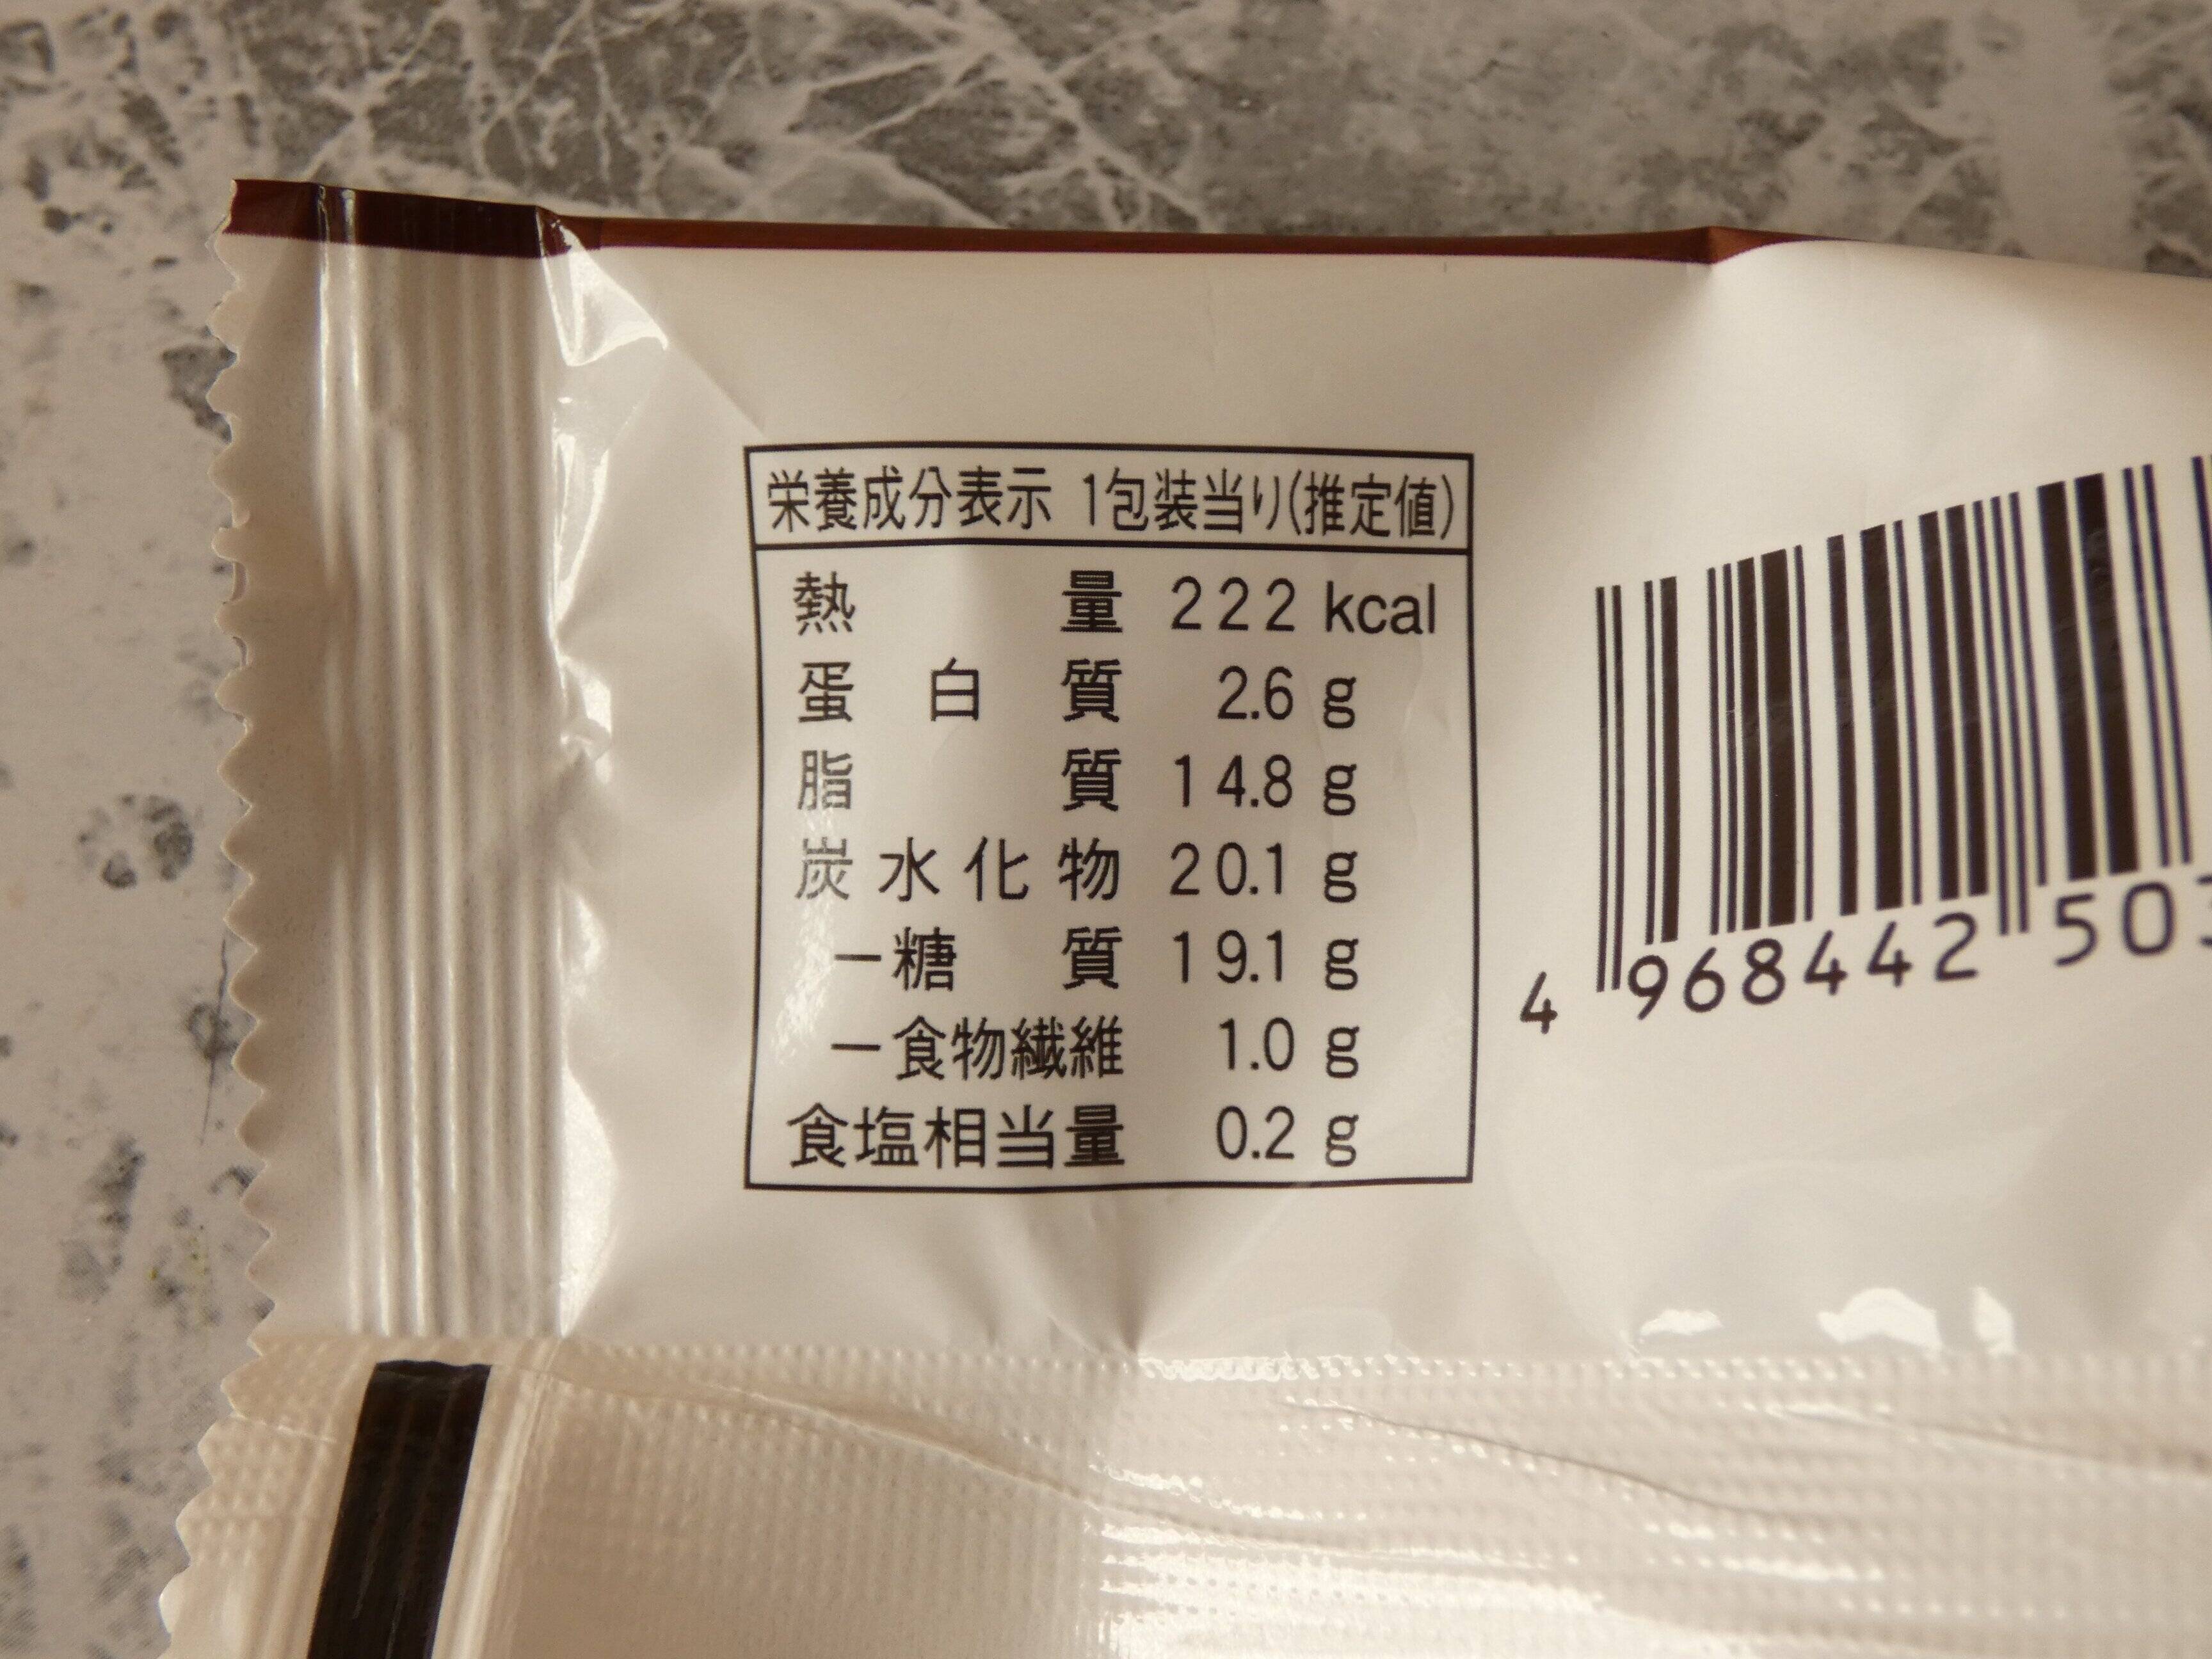 栄養成分表示 1包装当り(推定値)
熱量 222 kcal
蛋白質 2.6 g
脂質 14.8 g
炭水化物 20.1 g
－糖質 19.1 g
－食物繊維 1.0 g
食塩相当量 0.2 g
4 968442 50